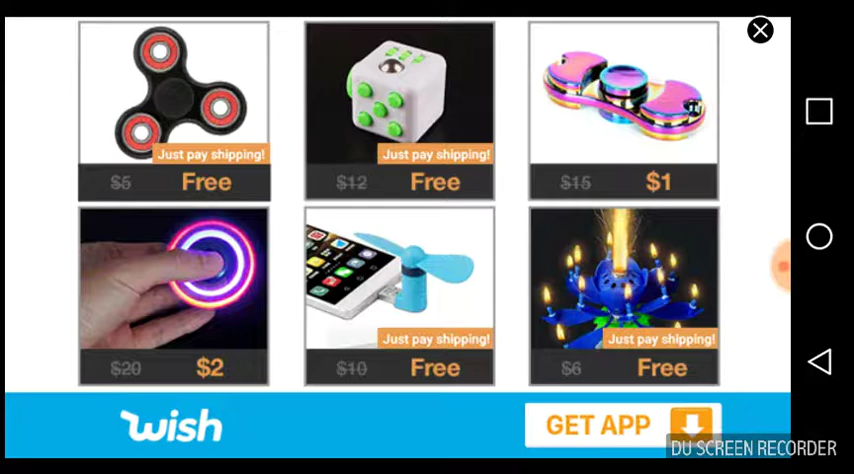 Just pay shipping!
$5 Free
Just pay shipping!
$12 Free
$15 $1
$20 $2
Just pay shipping!
$10 Free
Just pay shipping!
$6 Free
wish
GET APP
DU SCREEN RECORDER